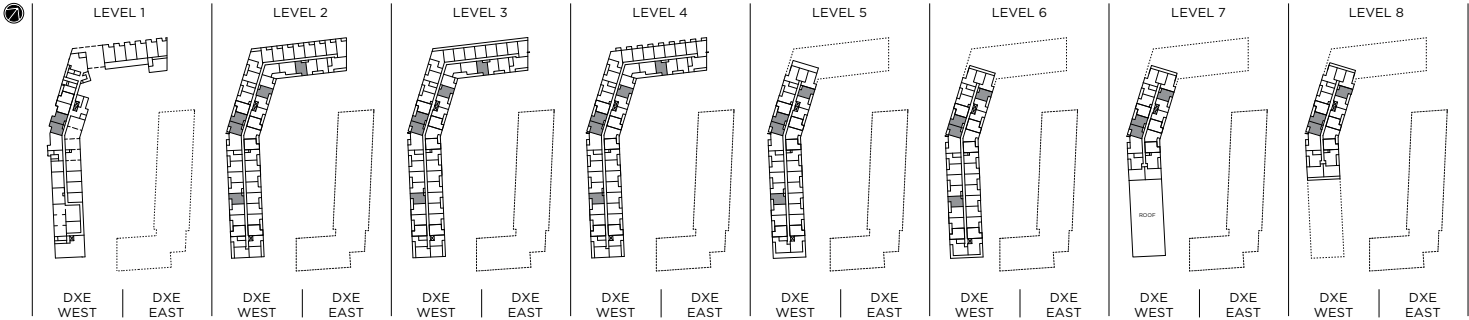 LEVEL 1
LEVEL 2
LEVEL 3
LEVEL 4
LEVEL 5
LEVEL 6
LEVEL 7
LEVEL 8
ROOF
DXE WEST
DXE EAST
DXE WEST
DXE EAST
DXE WEST
DXE EAST
DXE WEST
DXE EAST
DXE WEST
DXE EAST
DXE WEST
DXE EAST
DXE WEST
DXE EAST
DXE WEST
DXE EAST